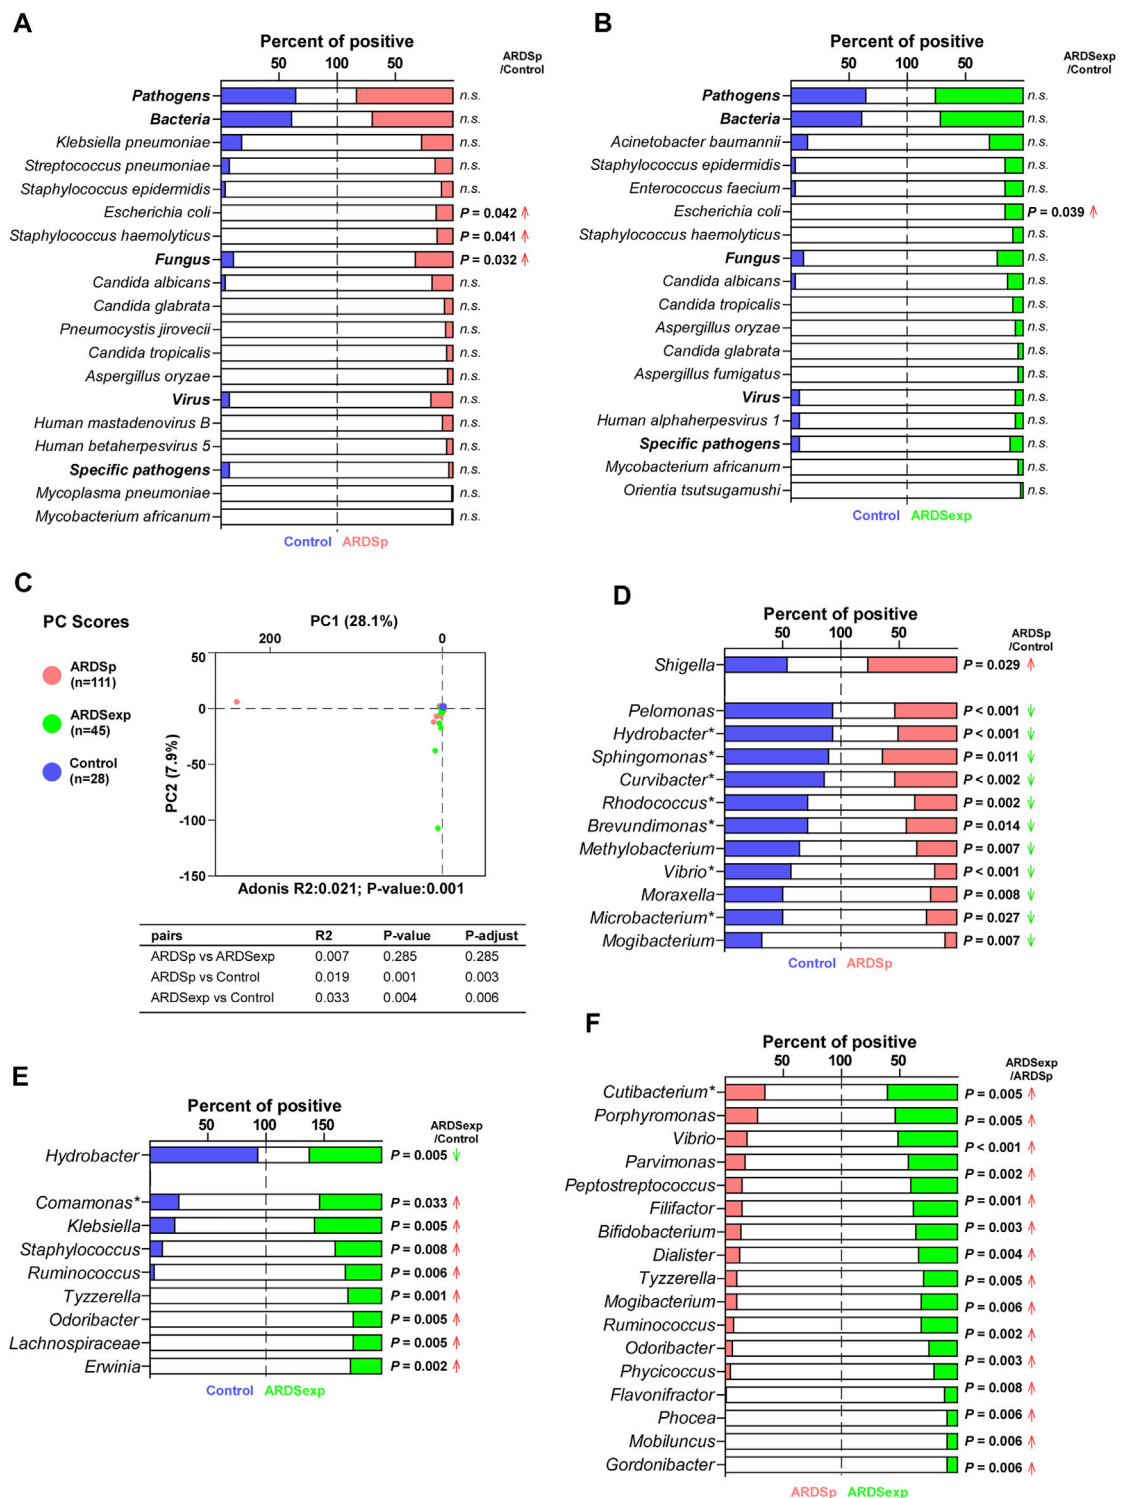 A
Percent of positive
50 100 50
ARDSp
/Control
Pathogens n.s.
Bacteria n.s.
Klebsiella pneumoniae n.s.
Streptococcus pneumoniae n.s.
Staphylococcus epidermidis n.s.
Escherichia coli P = 0.042 ↑
Staphylococcus haemolyticus P = 0.041 ↑
Fungus P = 0.032 ↑
Candida albicans n.s.
Candida glabrata n.s.
Pneumocystis jirovecii n.s.
Candida tropicalis n.s.
Aspergillus oryzae n.s.
Virus n.s.
Human mastadenovirus B n.s.
Human betaherpesvirus 5 n.s.
Specific pathogens n.s.
Mycoplasma pneumoniae n.s.
Mycobacterium africanum n.s.
Control ARDSp
B
Percent of positive
50 100 50
ARDSexp
/Control
Pathogens n.s.
Bacteria n.s.
Acinetobacter baumannii n.s.
Staphylococcus epidermidis n.s.
Enterococcus faecium n.s.
Escherichia coli P = 0.039 ↑
Staphylococcus haemolyticus n.s.
Fungus n.s.
Candida albicans n.s.
Candida tropicalis n.s.
Aspergillus oryzae n.s.
Candida glabrata n.s.
Aspergillus fumigatus n.s.
Virus n.s.
Human alphaherpesvirus 1 n.s.
Specific pathogens n.s.
Mycobacterium africanum n.s.
Orientia tsutsugamushi n.s.
Control ARDSexp
C
PC Scores
ARDSp
(n=111)
ARDSexp
(n=45)
Control
(n=28)
PC1 (28.1%)
200 0
PC2 (7.9%)
50
0
-50
-100
-150
Adonis R2:0.021; P-value:0.001
pairs R2 P-value P-adjust
ARDSp vs ARDSexp 0.007 0.285 0.285
ARDSp vs Control 0.019 0.001 0.003
ARDSexp vs Control 0.033 0.004 0.006
D
Percent of positive
50 100 50
ARDSp
/Control
Shigella P = 0.029 ↑
Pelomonas P < 0.001 ↓
Hydrobacter* P < 0.001 ↓
Sphingomonas* P = 0.011 ↓
Curvibacter* P < 0.002 ↓
Rhodococcus* P = 0.002 ↓
Brevundimonas* P = 0.014 ↓
Methylobacterium P = 0.007 ↓
Vibrio* P < 0.001 ↓
Moraxella P = 0.008 ↓
Microbacterium* P = 0.027 ↓
Mogibacterium P = 0.007 ↓
Control ARDSp
E
Percent of positive
50 100 150
ARDSexp
/Control
Hydrobacter P = 0.005 ↓
Comamonas* P = 0.033 ↑
Klebsiella P = 0.005 ↑
Staphylococcus P = 0.008 ↑
Ruminococcus P = 0.006 ↑
Tyzzerella P = 0.001 ↑
Odoribacter P = 0.005 ↑
Lachnospiraceae P = 0.005 ↑
Erwinia P = 0.002 ↑
Control ARDSexp
F
Percent of positive
50 100 50
ARDSexp
/ARDSp
Cutibacterium* P = 0.005 ↑
Porphyromonas P = 0.005 ↑
Vibrio P < 0.001 ↑
Parvimonas P = 0.002 ↑
Peptostreptococcus P = 0.001 ↑
Filifactor P = 0.003 ↑
Bifidobacterium P = 0.004 ↑
Dialister P = 0.005 ↑
Tyzzerella P = 0.006 ↑
Mogibacterium P = 0.002 ↑
Ruminococcus P = 0.003 ↑
Odoribacter P = 0.008 ↑
Phycicoccus P = 0.006 ↑
Flavonifractor P = 0.006 ↑
Phocea P = 0.006 ↑
Mobiluncus
Gordonibacter
ARDSp ARDSexp